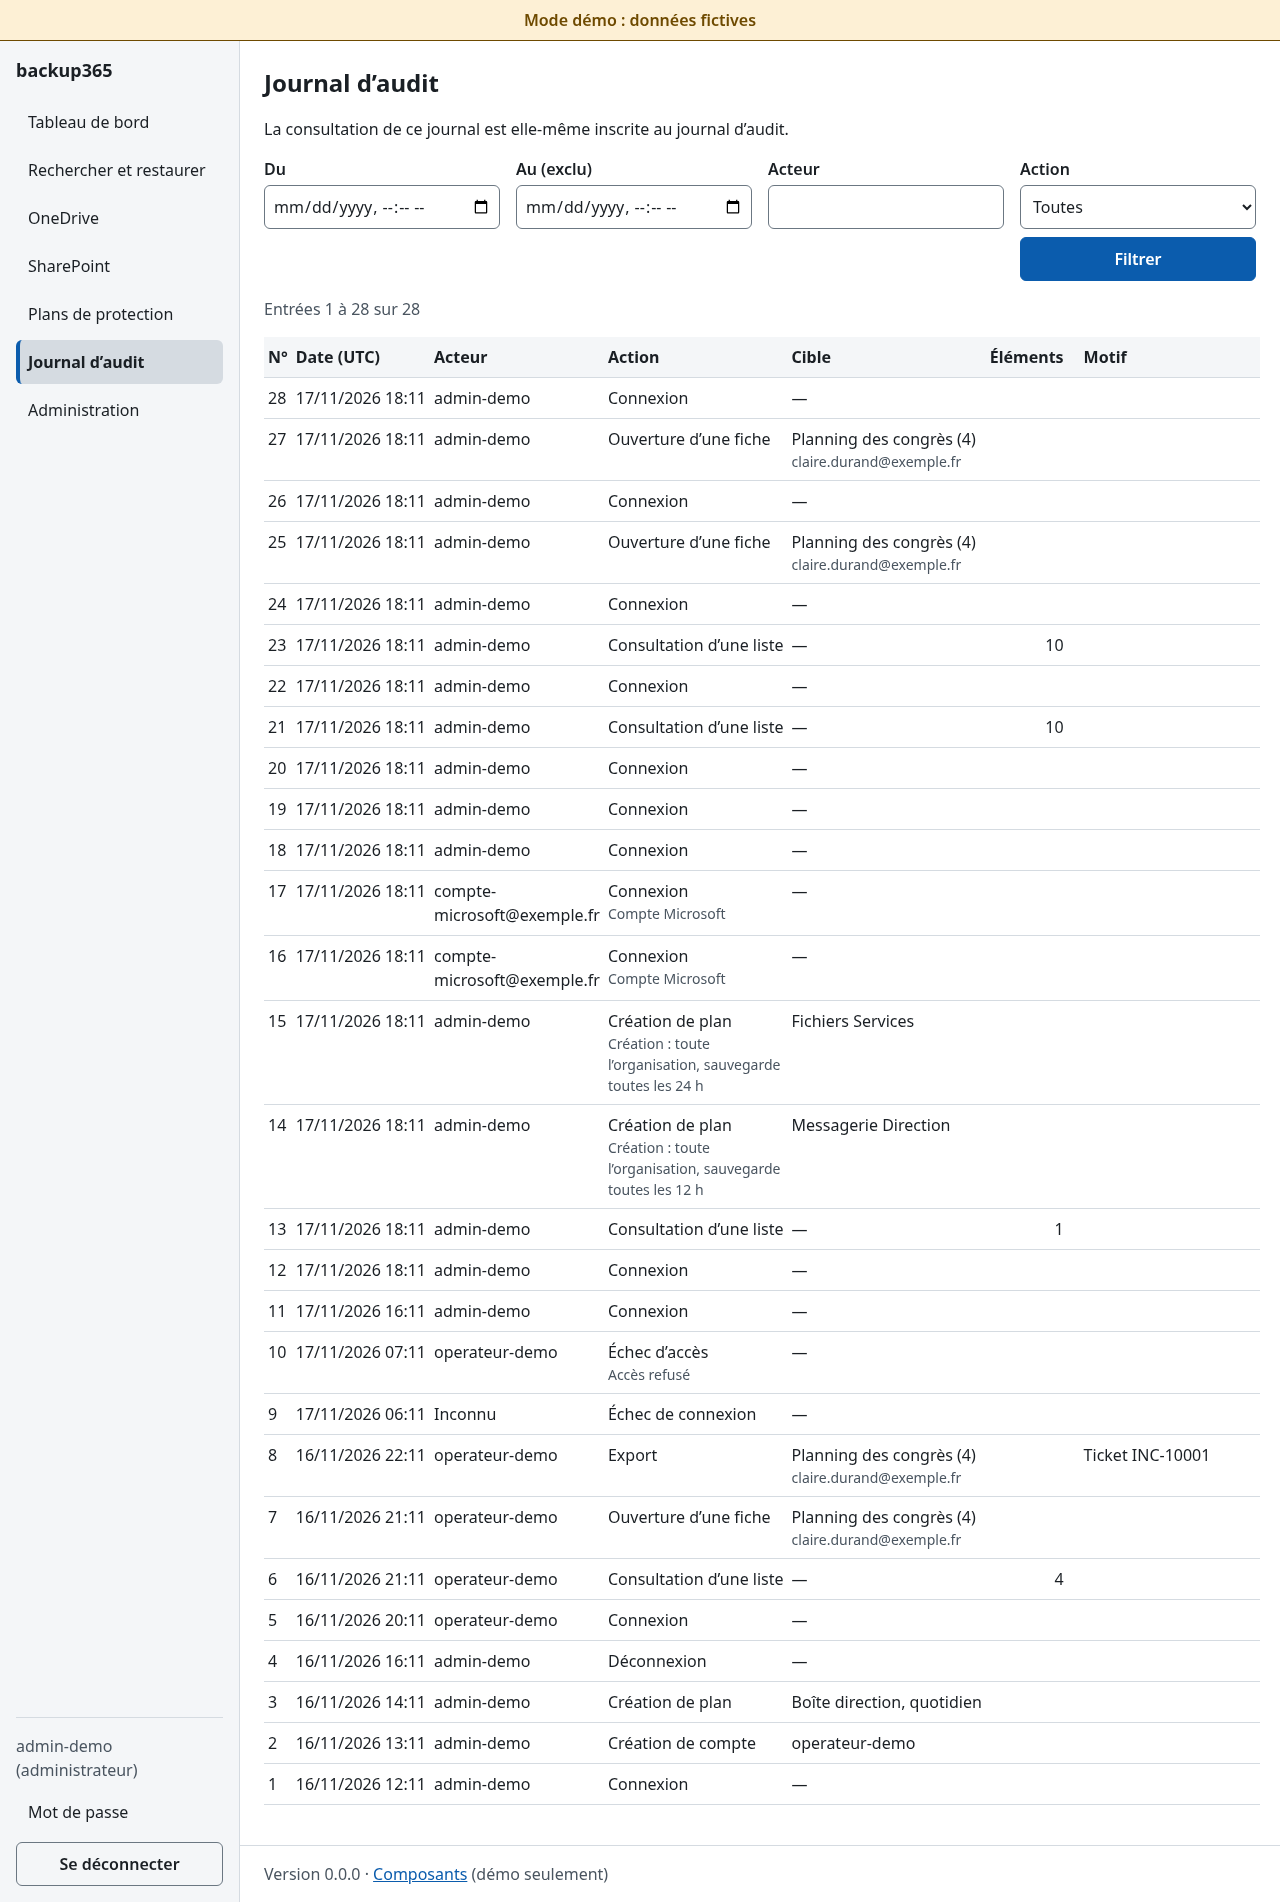 Mode démo : données fictives
backup365
Tableau de bord
Rechercher et restaurer
OneDrive
SharePoint
Plans de protection
Journal d’audit
Administration
admin-demo
(administrateur)
Mot de passe
Se déconnecter
Journal d’audit
La consultation de ce journal est elle-même inscrite au journal d’audit.
Du Au (exclu) Acteur Action
mm/dd/yyyy, --:-- -- mm/dd/yyyy, --:-- -- Toutes
Filtrer
Entrées 1 à 28 sur 28
Nº Date (UTC) Acteur Action Cible Éléments Motif
28 17/11/2026 18:11 admin-demo Connexion —
27 17/11/2026 18:11 admin-demo Ouverture d’une fiche Planning des congrès (4)
claire.durand@exemple.fr
26 17/11/2026 18:11 admin-demo Connexion —
25 17/11/2026 18:11 admin-demo Ouverture d’une fiche Planning des congrès (4)
claire.durand@exemple.fr
24 17/11/2026 18:11 admin-demo Connexion —
23 17/11/2026 18:11 admin-demo Consultation d’une liste — 10
22 17/11/2026 18:11 admin-demo Connexion —
21 17/11/2026 18:11 admin-demo Consultation d’une liste — 10
20 17/11/2026 18:11 admin-demo Connexion —
19 17/11/2026 18:11 admin-demo Connexion —
18 17/11/2026 18:11 admin-demo Connexion —
17 17/11/2026 18:11 compte- Connexion —
microsoft@exemple.fr Compte Microsoft
16 17/11/2026 18:11 compte- Connexion —
microsoft@exemple.fr Compte Microsoft
15 17/11/2026 18:11 admin-demo Création de plan Fichiers Services
Création : toute
l’organisation, sauvegarde
toutes les 24 h
14 17/11/2026 18:11 admin-demo Création de plan Messagerie Direction
Création : toute
l’organisation, sauvegarde
toutes les 12 h
13 17/11/2026 18:11 admin-demo Consultation d’une liste — 1
12 17/11/2026 18:11 admin-demo Connexion —
11 17/11/2026 16:11 admin-demo Connexion —
10 17/11/2026 07:11 operateur-demo Échec d’accès —
Accès refusé
9 17/11/2026 06:11 Inconnu Échec de connexion —
8 16/11/2026 22:11 operateur-demo Export Planning des congrès (4) Ticket INC-10001
claire.durand@exemple.fr
7 16/11/2026 21:11 operateur-demo Ouverture d’une fiche Planning des congrès (4)
claire.durand@exemple.fr
6 16/11/2026 21:11 operateur-demo Consultation d’une liste — 4
5 16/11/2026 20:11 operateur-demo Connexion —
4 16/11/2026 16:11 admin-demo Déconnexion —
3 16/11/2026 14:11 admin-demo Création de plan Boîte direction, quotidien
2 16/11/2026 13:11 admin-demo Création de compte operateur-demo
1 16/11/2026 12:11 admin-demo Connexion —
Version 0.0.0 · Composants (démo seulement)